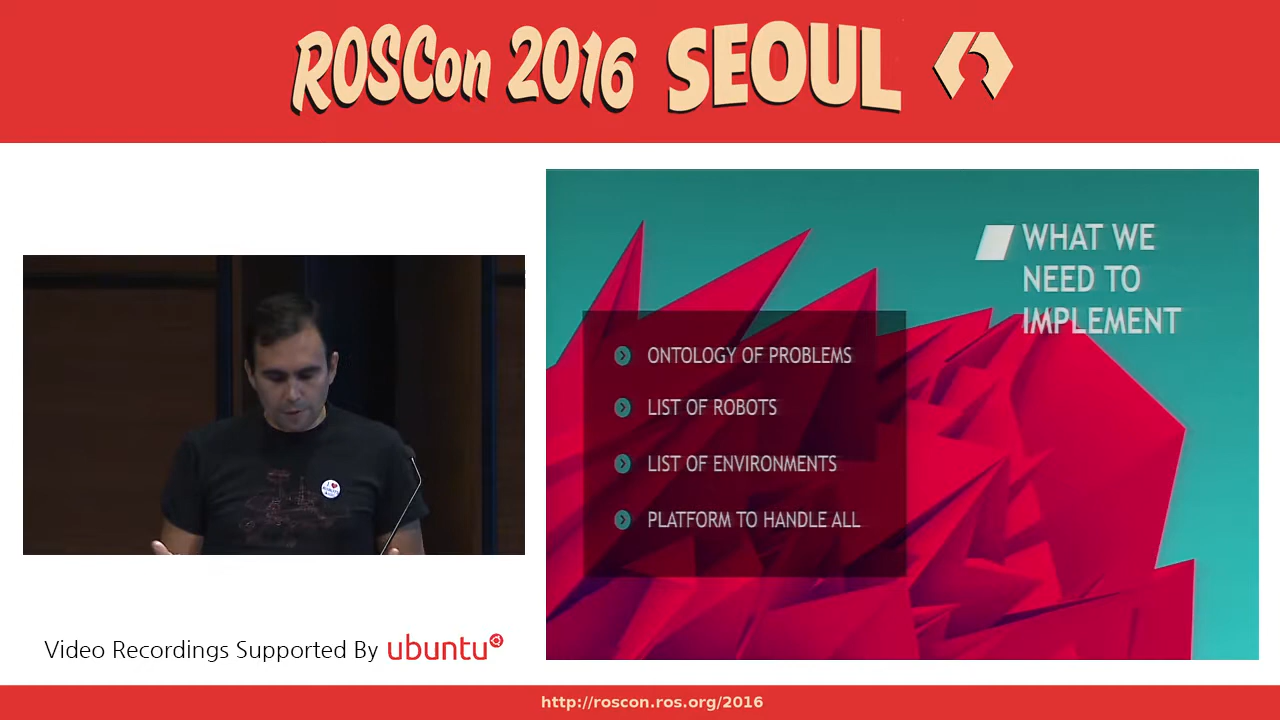 ROSCon 2016 SEOUL
WHAT WE
NEED TO
IMPLEMENT
ONTOLOGY OF PROBLEMS
LIST OF ROBOTS
LIST OF ENVIRONMENTS
PLATFORM TO HANDLE ALL
Video Recordings Supported By ubuntu
http://roscon.ros.org/2016